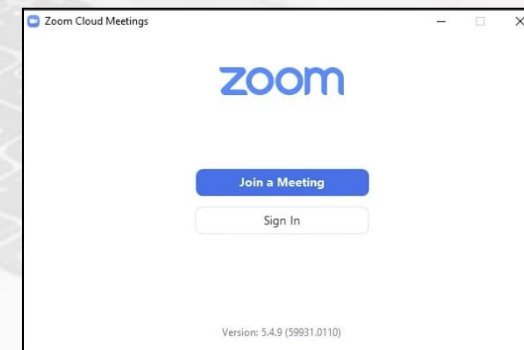 Zoom Cloud Meetings
zoom
Join a Meeting
Sign In
Version: 5.4.9 (59931.0110)